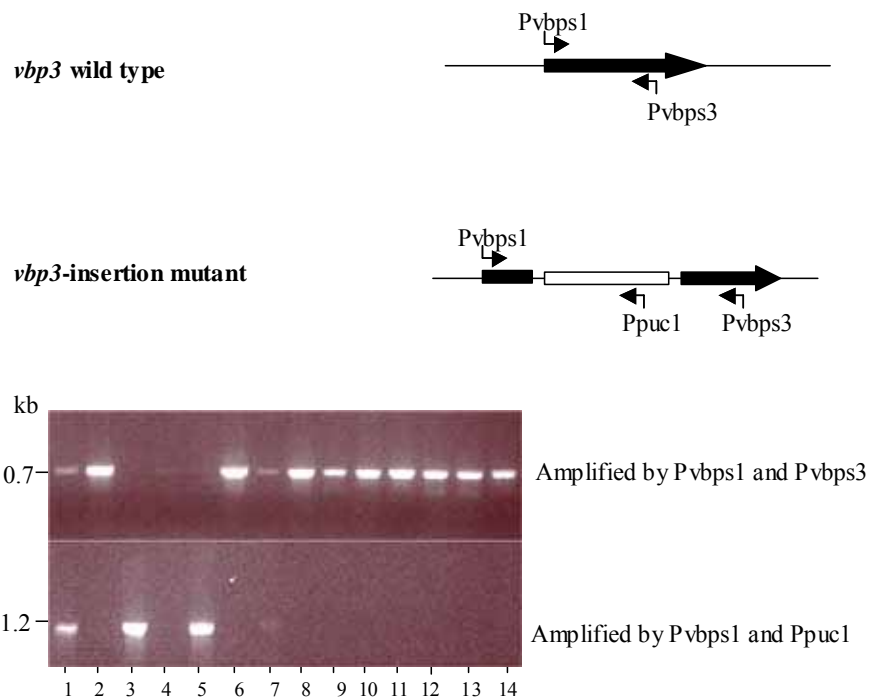 Pvbps1
vbp3 wild type
Pvbps3
Pvbps1
vbp3-insertion mutant
Ppuc1 Pvbps3
kb
0.7 Amplified by Pvbps1 and Pvbps3
1.2 Amplified by Pvbps1 and Ppuc1
1 2 3 4 5 6 7 8 9 10 11 12 13 14